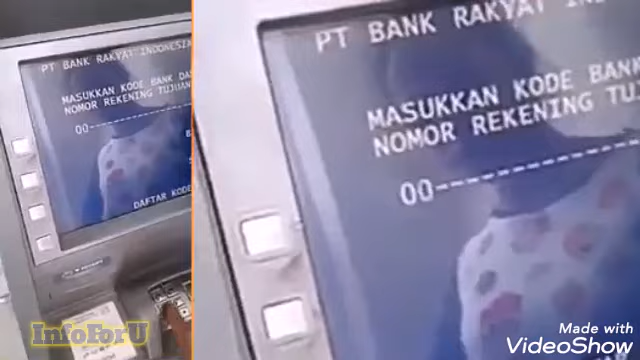 PT BANK RAKYAT INDONESIA
MASUKKAN KODE BANK DAN
NOMOR REKENING TUJUAN
00
DAFTAR KODE
InfoForU
PT BANK RAKYAT
MASUKKAN KODE BANK
NOMOR REKENING
00
Made with
VideoShow